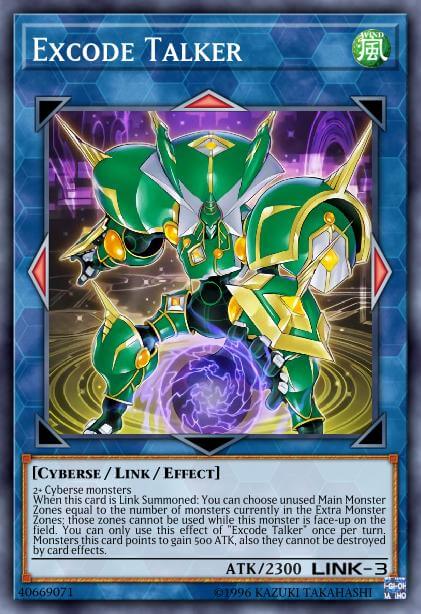 Excode Talker
WIND
風
[Cyberse / Link / Effect]
2+ Cyberse monsters
When this card is Link Summoned: You can choose unused Main Monster
Zones equal to the number of monsters currently in the Extra Monster
Zones; those zones cannot be used while this monster is face-up on the
field. You can only use this effect of "Excode Talker" once per turn.
Monsters this card points to gain 500 ATK, also they cannot be destroyed
by card effects.
ATK/2300 LINK-3
40669071 ©1996 KAZUKI TAKAHASHI